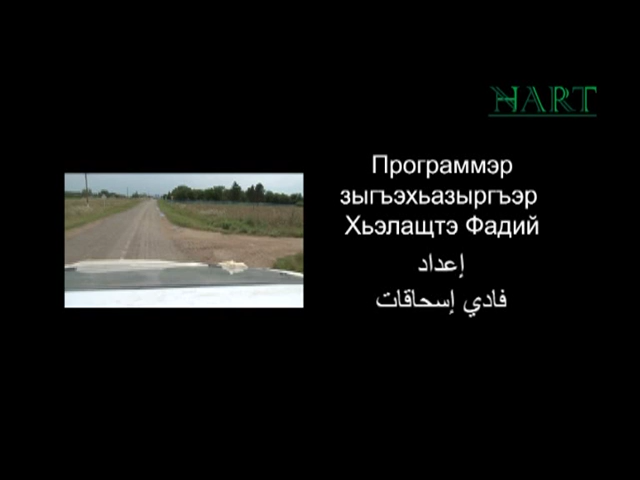 NART
Программэр
зыгъэхьазыргъэр
Хьэлащтэ Фадий
إعداد
فادي إسحاقات